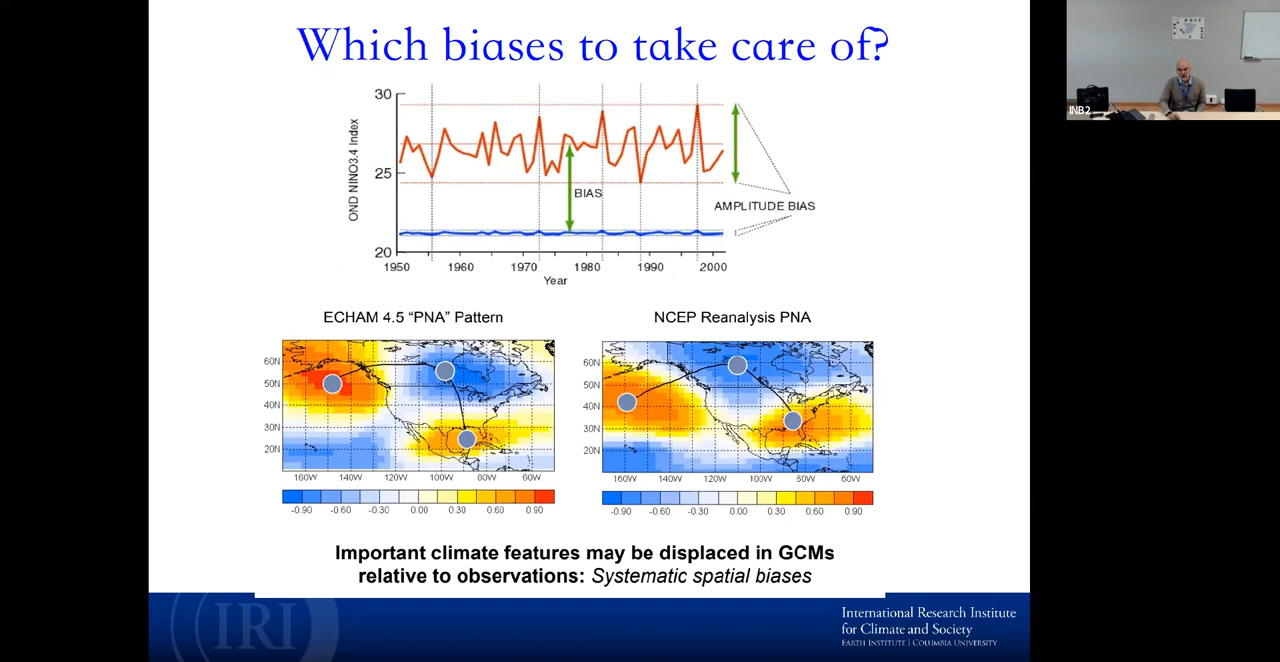 Which biases to take care of?
INB2
30
25
20
OND NINO3.4 Index
BIAS
AMPLITUDE BIAS
1950 1960 1970 1980 1990 2000
Year
ECHAM 4.5 “PNA” Pattern
60N
50N
40N
30N
20N
160W 140W 120W 100W 80W 60W
-0.90 -0.60 -0.30 0.00 0.30 0.60 0.90
NCEP Reanalysis PNA
60N
50N
40N
30N
20N
160W 140W 120W 100W 80W 60W
-0.90 -0.60 -0.30 0.00 0.30 0.60 0.90
Important climate features may be displaced in GCMs
relative to observations: Systematic spatial biases
IRI
International Research Institute
for Climate and Society
EARTH INSTITUTE | COLUMBIA UNIVERSITY